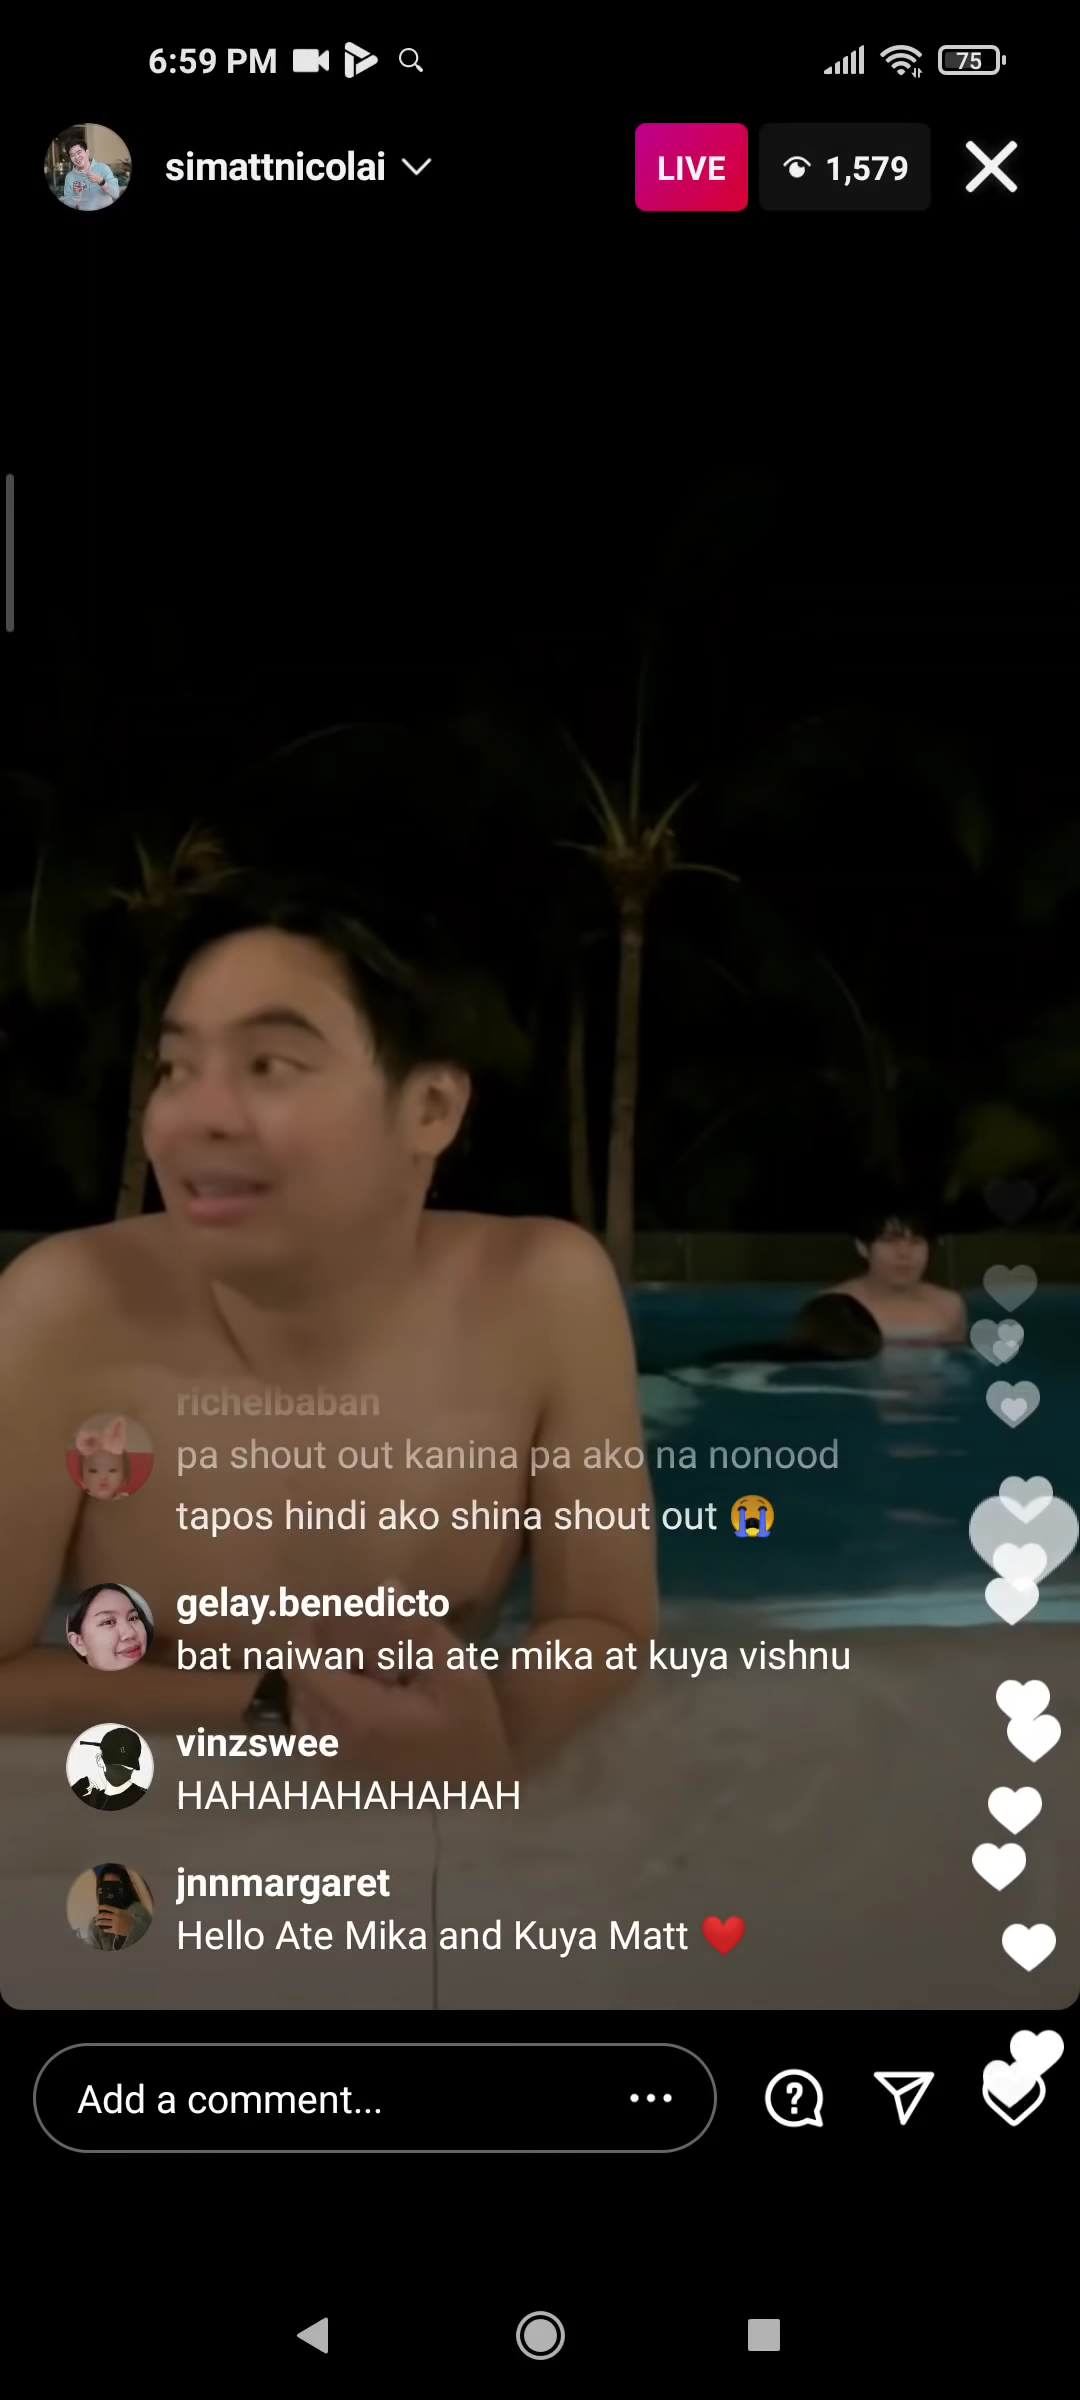 6:59 PM
75
simattnicolai
LIVE
1,579
richelbaban
pa shout out kanina pa ako na nonood
tapos hindi ako shina shout out 😭
gelay.benedicto
bat naiwan sila ate mika at kuya vishnu
vinzswee
HAHAHAHAHAHAH
jnnmargaret
Hello Ate Mika and Kuya Matt ❤️
Add a comment...